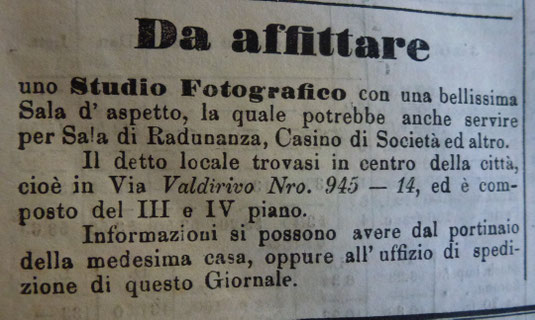 Da affittare
uno Studio Fotografico con una bellissima
Sala d' aspetto, la quale potrebbe anche servire
per Sala di Radunanza, Casino di Società ed altro.
Il detto locale trovasi in centro della città,
cioè in Via Valdirivo Nro. 945 — 14, ed è com-
posto del III e IV piano.
Informazioni si possono avere dal portinaio
della medesima casa, oppure all' uffizio di spedi-
zione di questo Giornale.